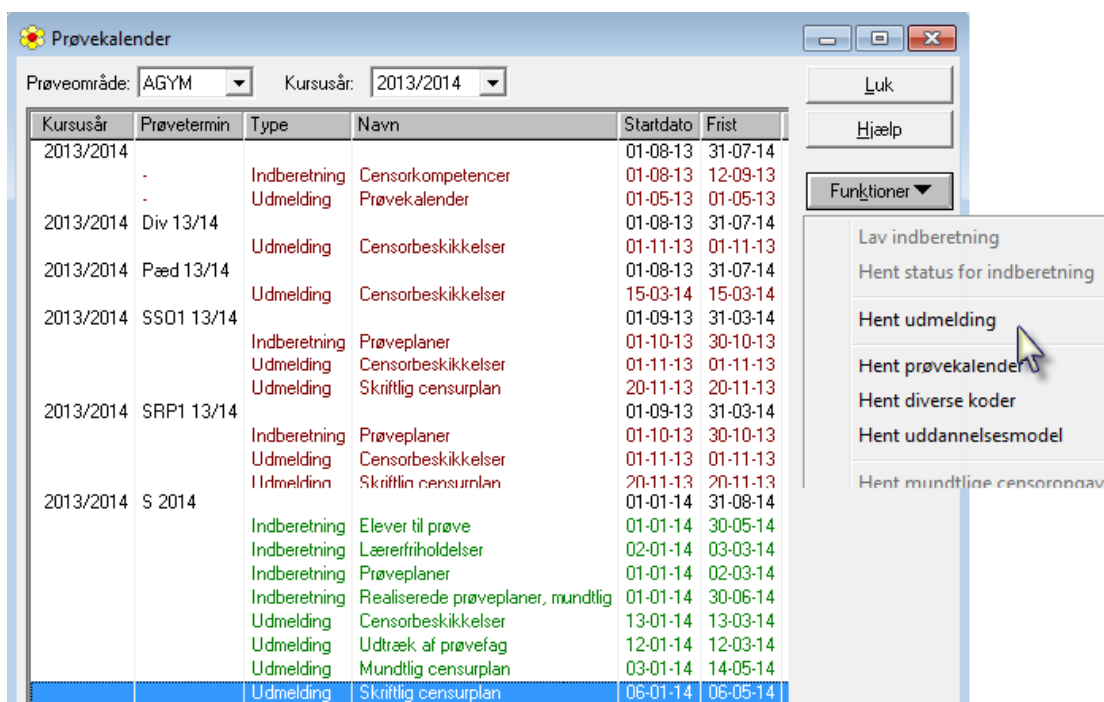 Prøvekalender
Prøveområde: AGYM Kursusår: 2013/2014
Luk
Hjælp
Funktioner
Kursusår Prøvetermin Type Navn Startdato Frist
2013/2014 01-08-13 31-07-14
- Indberetning Censorkompetencer 01-08-13 12-09-13
- Udmelding Prøvekalender 01-05-13 01-05-13
2013/2014 Div 13/14 01-08-13 31-07-14
Udmelding Censorbeskikkelser 01-11-13 01-11-13
2013/2014 Pæd 13/14 01-08-13 31-07-14
Udmelding Censorbeskikkelser 15-03-14 15-03-14
2013/2014 SSO1 13/14 01-09-13 31-03-14
Indberetning Prøveplaner 01-10-13 30-10-13
Udmelding Censorbeskikkelser 01-11-13 01-11-13
Udmelding Skriftlig censurplan 20-11-13 20-11-13
2013/2014 SRP1 13/14 01-09-13 31-03-14
Indberetning Prøveplaner 01-10-13 30-10-13
Udmelding Censorbeskikkelser 01-11-13 01-11-13
Udmelding Skriftlig censurplan 20-11-13 20-11-13
2013/2014 S 2014 01-01-14 31-08-14
Indberetning Elever til prøve 01-01-14 30-05-14
Indberetning Lærerfriholdelser 02-01-14 03-03-14
Indberetning Prøveplaner 01-01-14 02-03-14
Indberetning Realiserede prøveplaner, mundtlig 01-01-14 30-06-14
Udmelding Censorbeskikkelser 13-01-14 13-03-14
Udmelding Udtræk af prøvefag 12-01-14 12-03-14
Udmelding Mundtlig censurplan 03-01-14 14-05-14
Udmelding Skriftlig censurplan 06-01-14 06-05-14
Lav indberetning
Hent status for indberetning
Hent udmelding
Hent prøvekalender
Hent diverse koder
Hent uddannelsesmodel
Hent mundtlige censoropgav